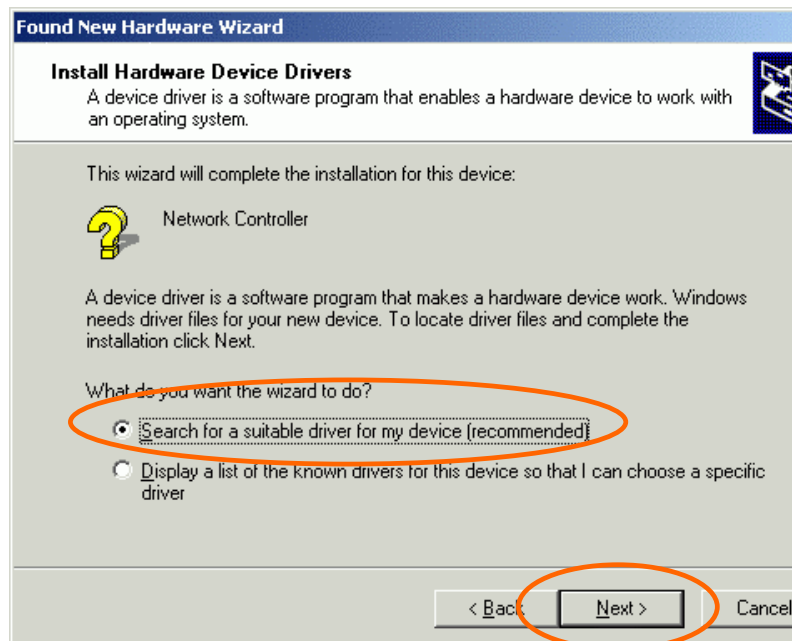 Found New Hardware Wizard
Install Hardware Device Drivers
A device driver is a software program that enables a hardware device to work with
an operating system.
This wizard will complete the installation for this device:
Network Controller
A device driver is a software program that makes a hardware device work. Windows
needs driver files for your new device. To locate driver files and complete the
installation click Next.
What do you want the wizard to do?
Search for a suitable driver for my device (recommended)
Display a list of the known drivers for this device so that I can choose a specific
driver
< Back Next > Cancel